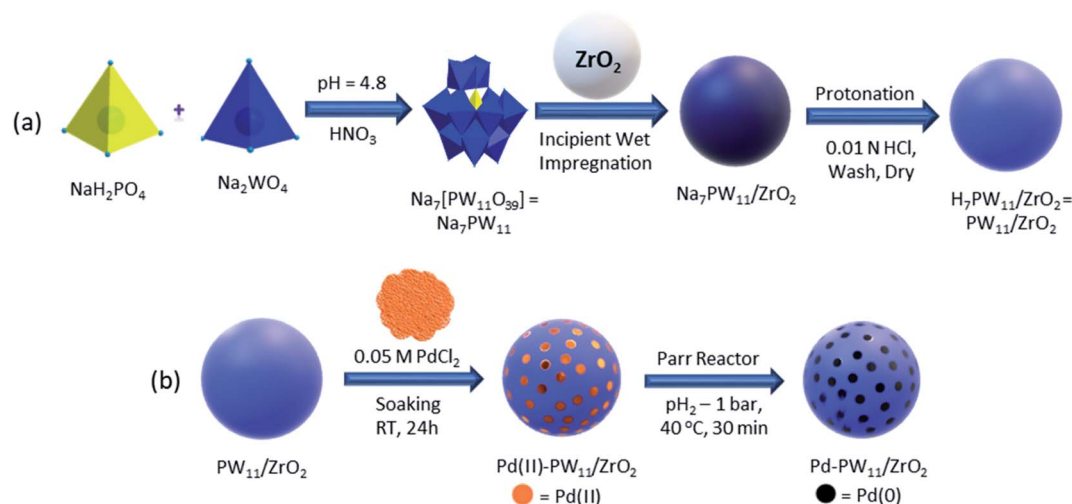 (a)
NaH₂PO₄
+
Na₂WO₄
pH = 4.8
HNO₃
Na₇[PW₁₁O₃₉] =
Na₇PW₁₁
ZrO₂
Incipient Wet
Impregnation
Na₇PW₁₁/ZrO₂
Protonation
0.01 N HCl,
Wash, Dry
H₇PW₁₁/ZrO₂=
PW₁₁/ZrO₂
(b)
PW₁₁/ZrO₂
0.05 M PdCl₂
Soaking
RT, 24h
Pd(II)-PW₁₁/ZrO₂
= Pd(II)
Parr Reactor
pH₂ – 1 bar,
40 °C, 30 min
Pd-PW₁₁/ZrO₂
= Pd(0)